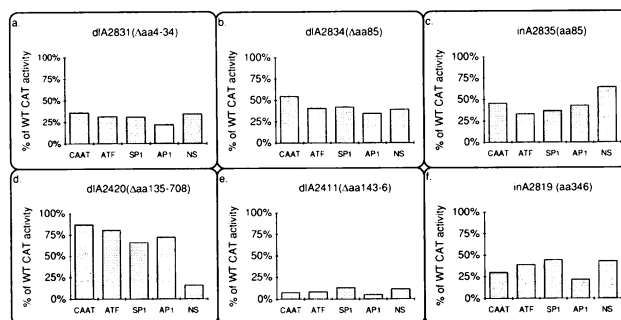 a.
dlA2831(Δaa4-34)
% of WT CAT activity
100%
75%
50%
25%
0%
CAAT ATF SP1 AP1 NS
b.
dlA2834(Δaa85)
% of WT CAT activity
100%
75%
50%
25%
0%
CAAT ATF SP1 AP1 NS
c.
inA2835(aa85)
% of WT CAT activity
100%
75%
50%
25%
0%
CAAT ATF SP1 AP1 NS
d.
dlA2420(Δaa135-708)
% of WT CAT activity
100%
75%
50%
25%
0%
CAAT ATF SP1 AP1 NS
e.
dlA2411(Δaa143-6)
% of WT CAT activity
100%
75%
50%
25%
0%
CAAT ATF SP1 AP1 NS
f.
inA2819 (aa346)
% of WT CAT activity
100%
75%
50%
25%
0%
CAAT ATF SP1 AP1 NS